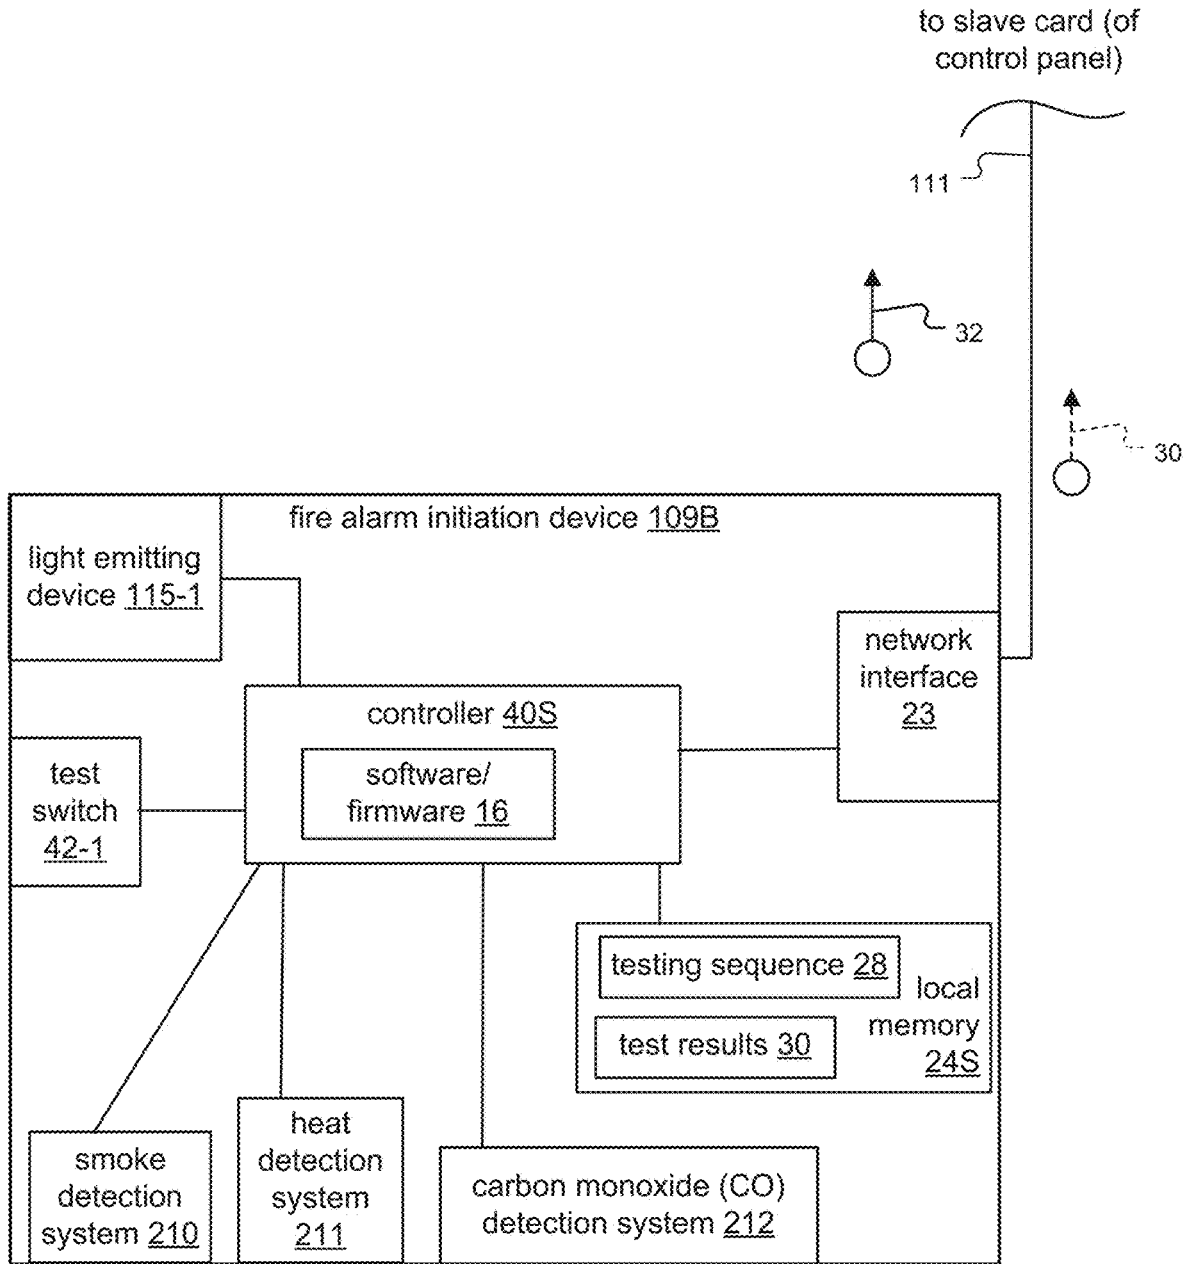 to slave card (of
control panel)
111
32
30
fire alarm initiation device 109B
light emitting
device 115-1
network
interface
23
controller 40S
software/
firmware 16
test
switch
42-1
testing sequence 28
local
memory
24S
test results 30
smoke
detection
system 210
heat
detection
system
211
carbon monoxide (CO)
detection system 212